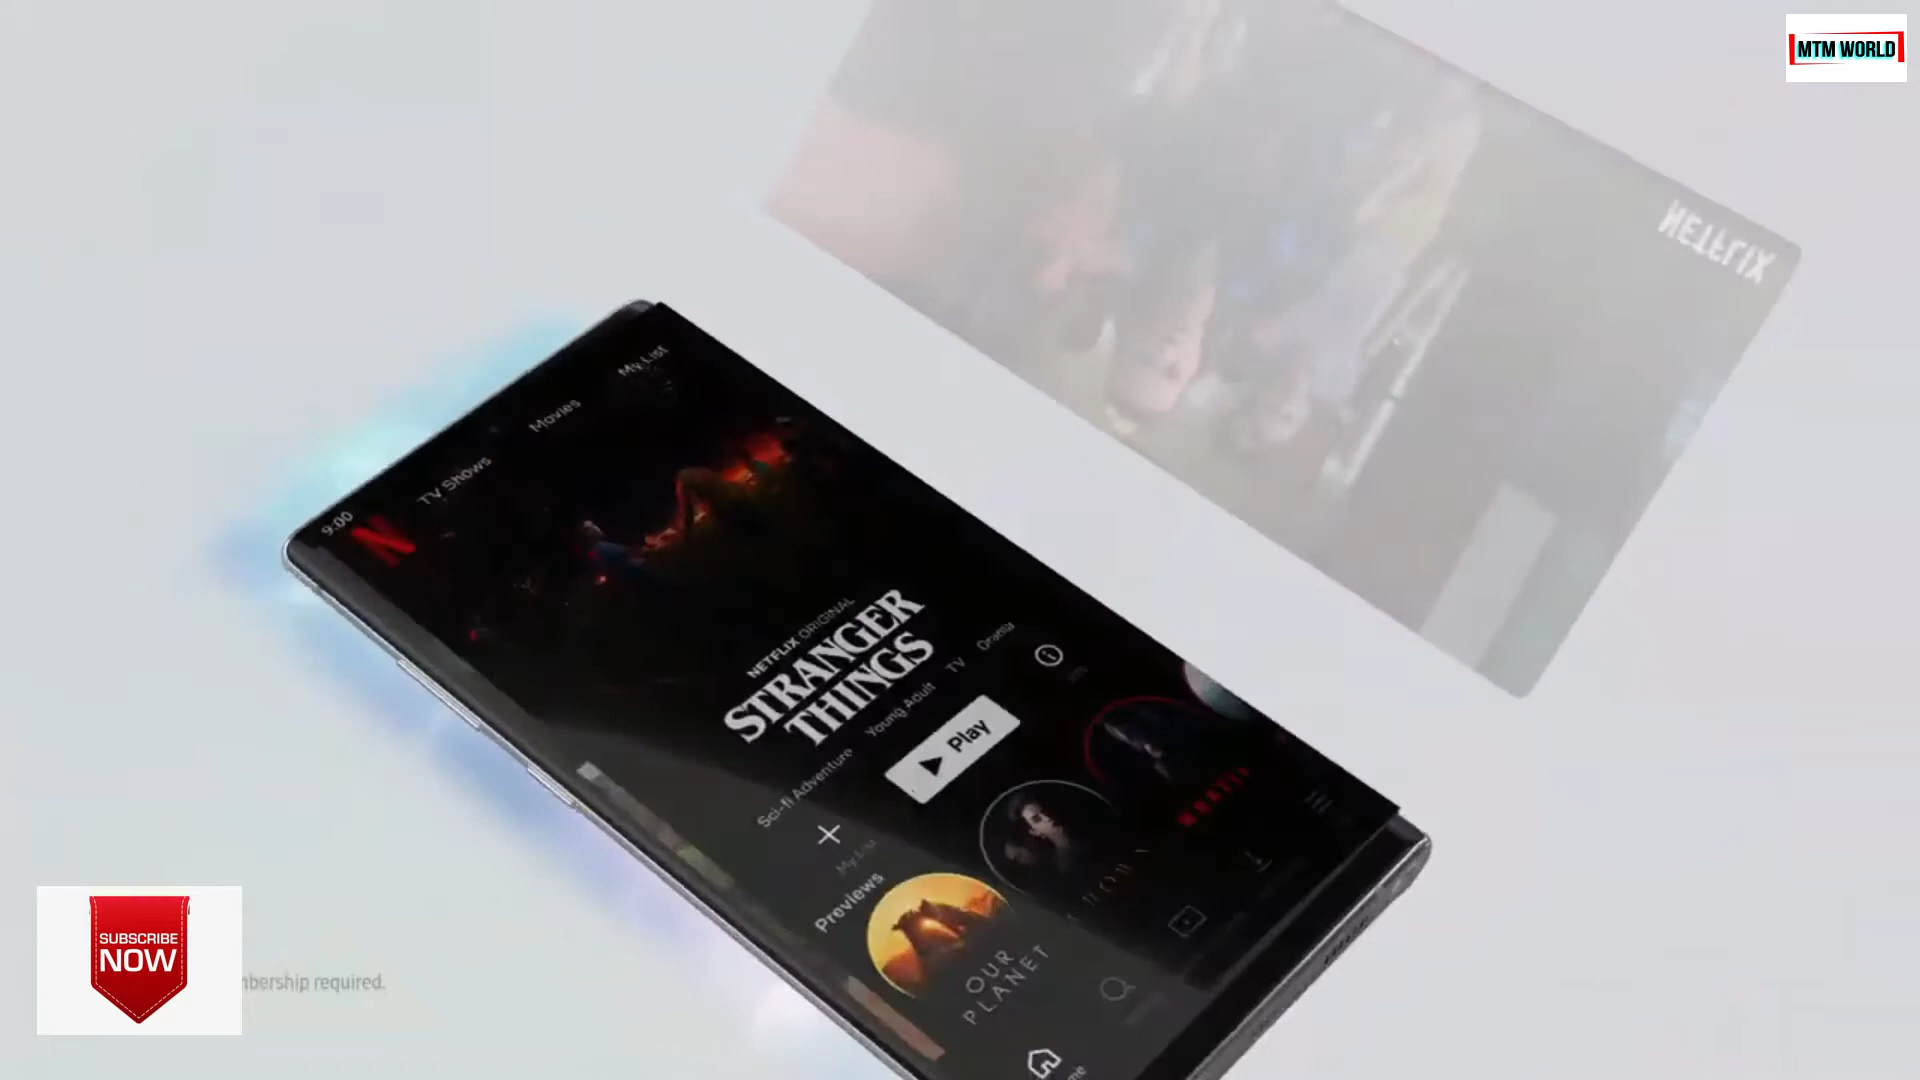 MTM WORLD
NETFLIX
9:00
TV Shows
Movies
My List
NETFLIX ORIGINAL
STRANGER
THINGS
Sci-fi Adventure
Young Adult
TV
Drama
Play
My List
Previews
OUR
PLANET
SUBSCRIBE
NOW
mbership required.